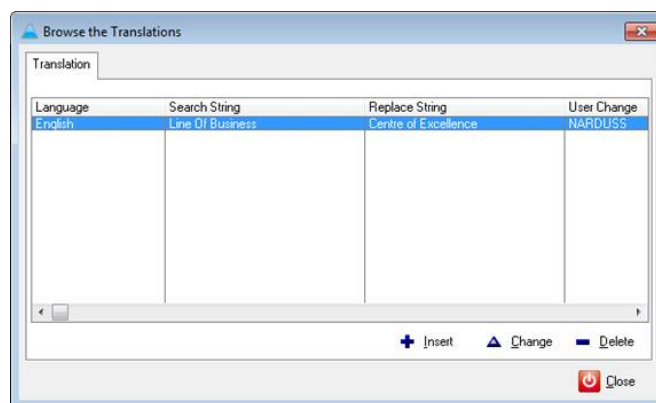 Browse the Translations
Translation
Language Search String Replace String User Change
English Line Of Business Centre of Excellence NARDUSS
Insert Change Delete
Close